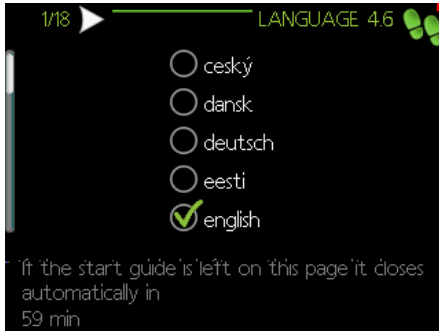 1/18 LANGUAGE 4.6
ceský
dansk
deutsch
eesti
english
If the start guide is left on this page it closes
automatically in
59 min